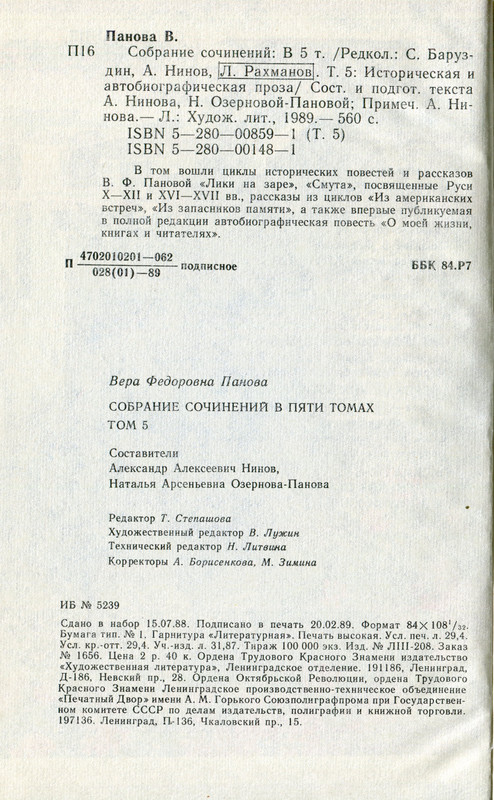 Панова В.
П16 Собрание сочинений: В 5 т. /Редкол.: С. Баруз-
дин, А. Нинов, Л. Рахманов. Т. 5: Историческая и
автобиографическая проза/ Сост. и подгот. текста
А. Нинова, Н. Озерновой-Пановой; Примеч. А. Ни-
нова.— Л.: Худож. лит., 1989.— 560 с.
ISBN 5—280—00859—1 (Т. 5)
ISBN 5—280—00148—1
В том вошли циклы исторических повестей и рассказов
В. Ф. Пановой «Лики на заре», «Смута», посвященные Руси
X—XII и XVI—XVII вв., рассказы из циклов «Из американских
встреч», «Из запасников памяти», а также впервые публикуемая
в полной редакции автобиографическая повесть «О моей жизни,
книгах и читателях».
П 4702010201—062
028(01)—89 подписное ББК 84.Р7
Вера Федоровна Панова
СОБРАНИЕ СОЧИНЕНИЙ В ПЯТИ ТОМАХ
ТОМ 5
Составители
Александр Алексеевич Нинов,
Наталья Арсеньевна Озернова-Панова
Редактор Т. Степашова
Художественный редактор В. Лужин
Технический редактор Н. Литвина
Корректоры А. Борисенкова, М. Зимина
ИБ № 5239
Сдано в набор 15.07.88. Подписано в печать 20.02.89. Формат 84×108¹/₃₂.
Бумага тип. № 1. Гарнитура «Литературная». Печать высокая. Усл. печ. л. 29,4.
Усл. кр.-отт. 29,4. Уч.-изд. л. 31,87. Тираж 100 000 экз. Изд. № ЛIII-208. Заказ
№ 1656. Цена 2 р. 40 к. Ордена Трудового Красного Знамени издательство
«Художественная литература», Ленинградское отделение. 191186, Ленинград,
Д-186, Невский пр., 28. Ордена Октябрьской Революции, ордена Трудового
Красного Знамени Ленинградское производственно-техническое объединение
«Печатный Двор» имени А. М. Горького Союзполиграфпрома при Государствен-
ном комитете СССР по делам издательств, полиграфии и книжной торговли.
197136. Ленинград, П-136, Чкаловский пр., 15.